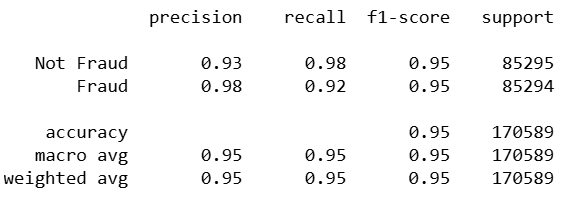 precision recall f1-score support
Not Fraud 0.93 0.98 0.95 85295
Fraud 0.98 0.92 0.95 85294
accuracy 0.95 170589
macro avg 0.95 0.95 0.95 170589
weighted avg 0.95 0.95 0.95 170589